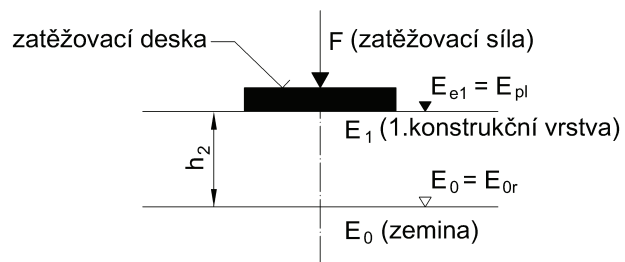 zatěžovací deska
F (zatěžovací síla)
Ee1 = Epl
E1 (1.konstrukční vrstva)
h2
E0 = E0r
E0 (zemina)